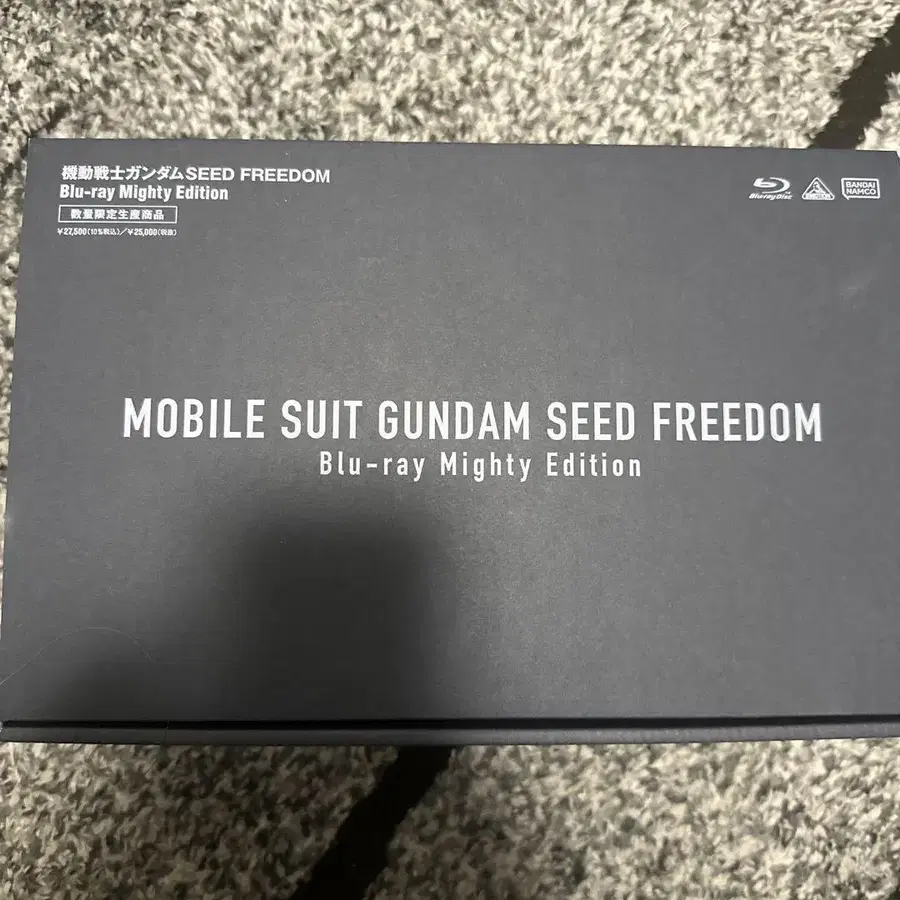 機動戦士ガンダムSEED FREEDOM
Blu-ray Mighty Edition
数量限定生産商品
¥27,500(10%税込)/¥25,000(税抜)
Blu-ray Disc
BANDAI
NAMCO
MOBILE SUIT GUNDAM SEED FREEDOM
Blu-ray Mighty Edition